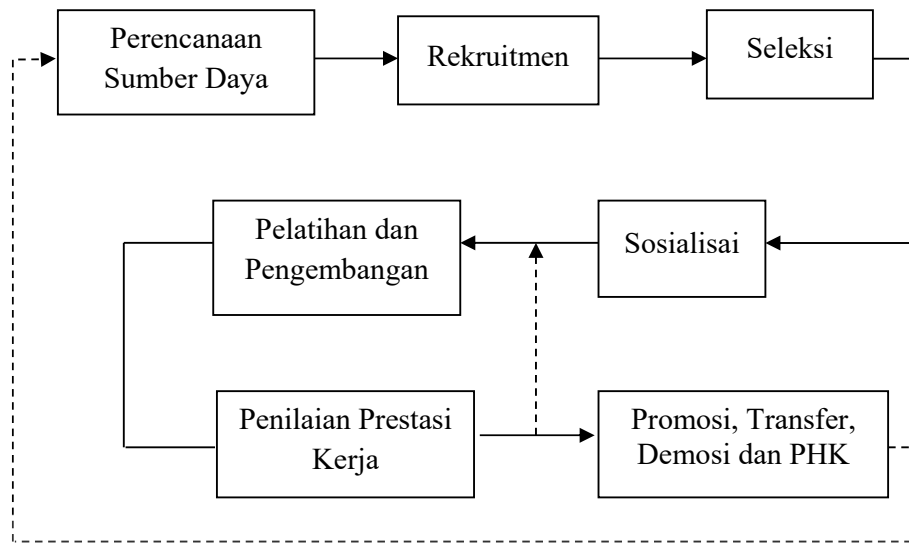 Perencanaan
Sumber Daya
Rekruitmen
Seleksi
Pelatihan dan
Pengembangan
Sosialisai
Penilaian Prestasi
Kerja
Promosi, Transfer,
Demosi dan PHK